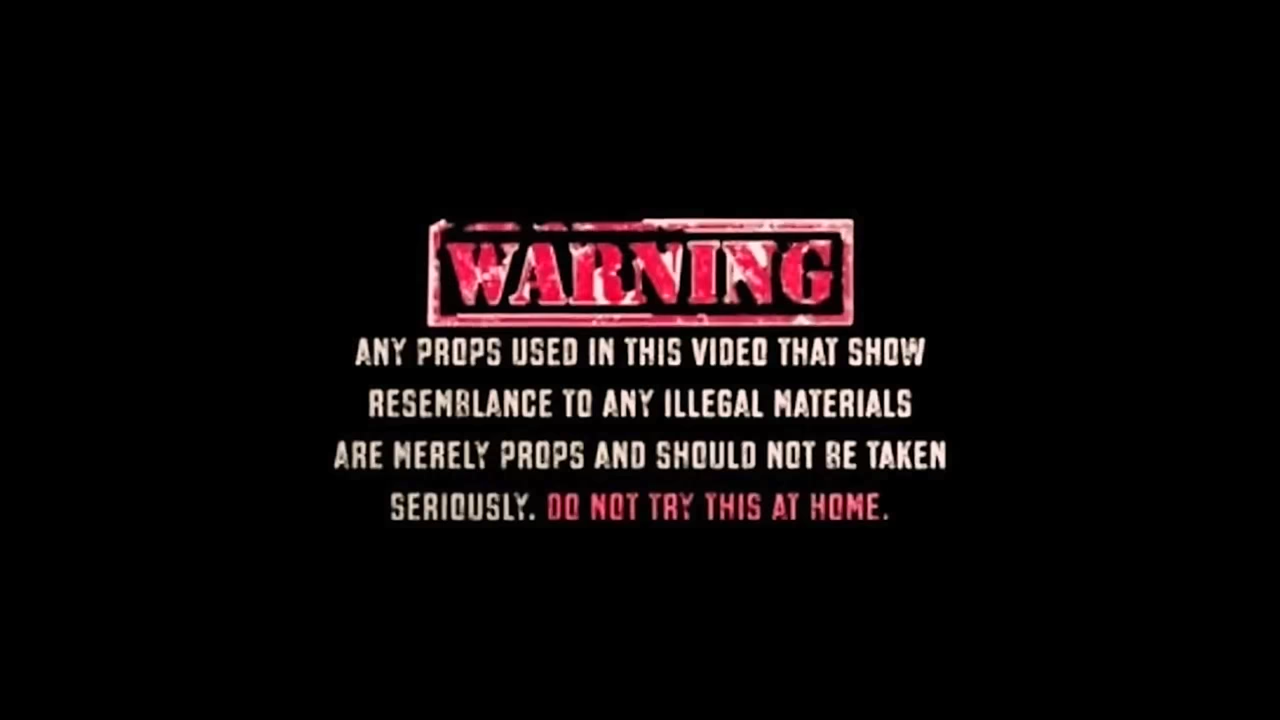 WARNING
ANY PROPS USED IN THIS VIDEO THAT SHOW
RESEMBLANCE TO ANY ILLEGAL MATERIALS
ARE MERELY PROPS AND SHOULD NOT BE TAKEN
SERIOUSLY. DO NOT TRY THIS AT HOME.